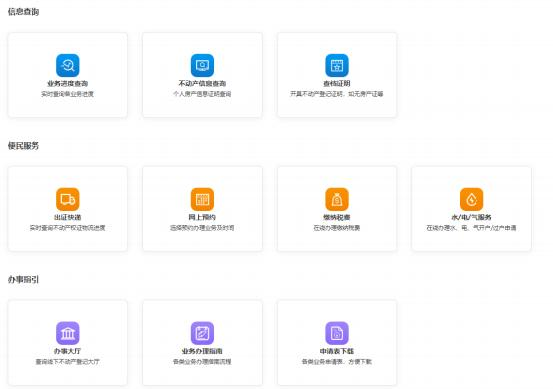 信息查询
业务进度查询
实时查询做业务进度
不动产信息查询
个人房产信息证明查询
查档证明
开具不动产登记证明、如无房产证等
便民服务
出证快递
实时查询不动产权证物流进度
网上预约
选择预约办理业务及时间
缴纳税费
在线办理缴纳税费
水/电/气服务
在线办理水、电、气开户/过户申请
办事指引
办事大厅
查询线下不动产登记大厅
业务办理指南
各类业务办理指南流程
申请表下载
各类业务申请表，方便下载